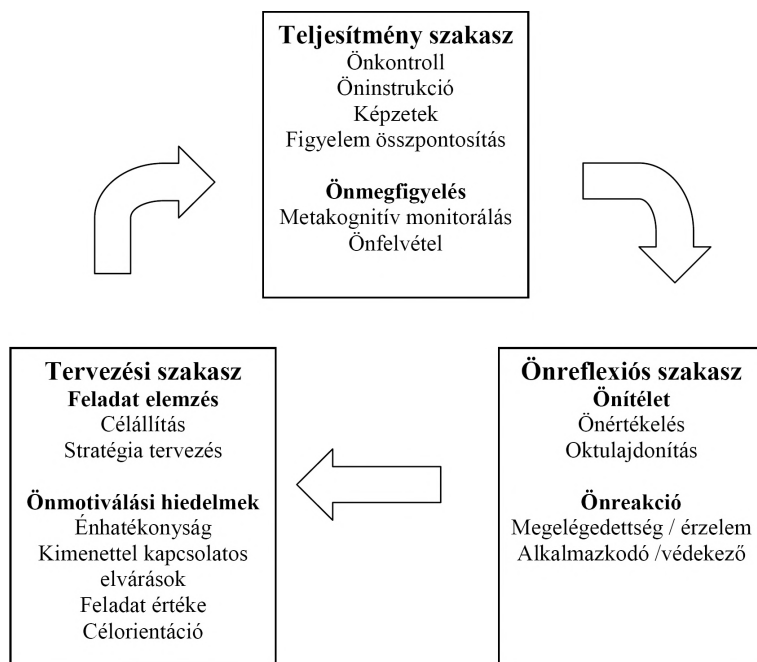 Teljesítmény szakasz
Önkontroll
Öninstrukció
Képzetek
Figyelem összpontosítás
Önmegfigyelés
Metakognitív monitorálás
Önfelvétel
Tervezési szakasz
Feladat elemzés
Célállítás
Stratégia tervezés
Önmotiválási hiedelmek
Énhatékonyság
Kimenettel kapcsolatos
elvárások
Feladat értéke
Célorientáció
Önreflexiós szakasz
Önítélet
Önértékelés
Oktulajdonítás
Önreakció
Megelégedettség / érzelem
Alkalmazkodó /védekező